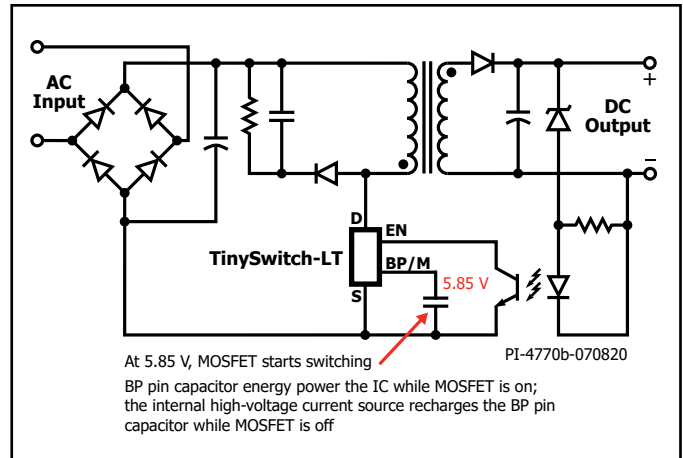 AC
Input
+
DC
Output
−
D
EN
TinySwitch-LT
BP/M
S
5.85 V
PI-4770b-070820
At 5.85 V, MOSFET starts switching
BP pin capacitor energy power the IC while MOSFET is on;
the internal high-voltage current source recharges the BP pin
capacitor while MOSFET is off